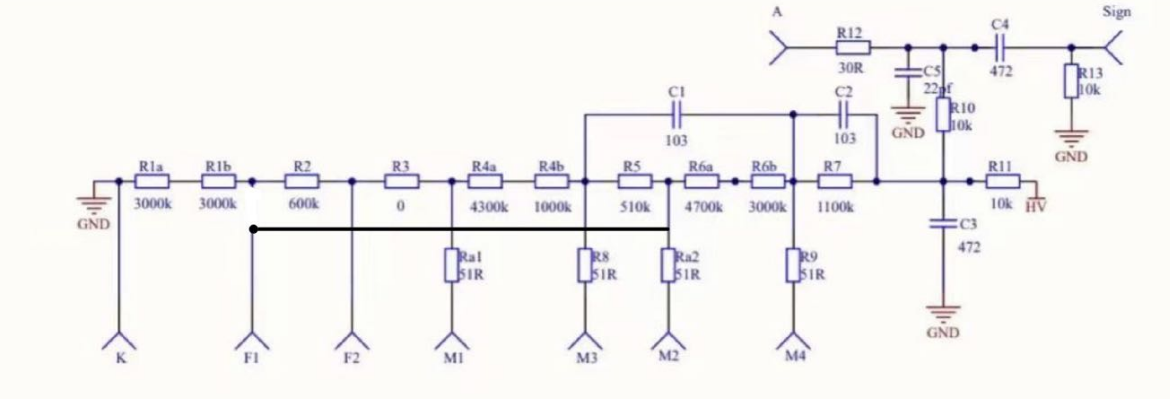 A
Sign
R12
C4
30R
C5
22pf
472
R13
10k
GND
R10
10k
GND
C1
C2
103
103
R1a
R1b
R2
R3
R4a
R4b
R5
R6a
R6b
R7
R11
3000k
3000k
600k
0
4300k
1000k
510k
4700k
3000k
1100k
10k
HV
GND
C3
472
Ra1
51R
R8
51R
Ra2
51R
R9
51R
GND
K
F1
F2
M1
M3
M2
M4